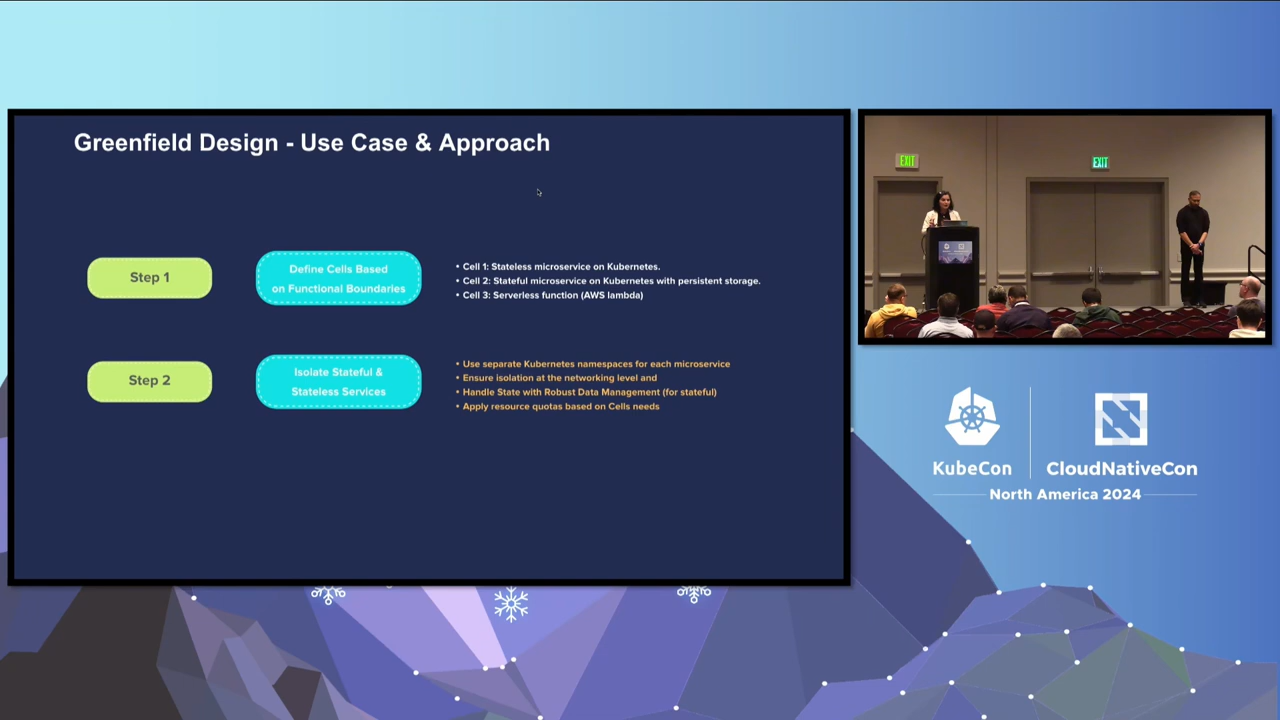 Greenfield Design - Use Case & Approach
Step 1
Define Cells Based
on Functional Boundaries
• Cell 1: Stateless microservice on Kubernetes.
• Cell 2: Stateful microservice on Kubernetes with persistent storage.
• Cell 3: Serverless function (AWS lambda)
Step 2
Isolate Stateful &
Stateless Services
• Use separate Kubernetes namespaces for each microservice
• Ensure isolation at the networking level and
• Handle State with Robust Data Management (for stateful)
• Apply resource quotas based on Cells needs
EXIT
EXIT
KubeCon
CloudNativeCon
North America 2024